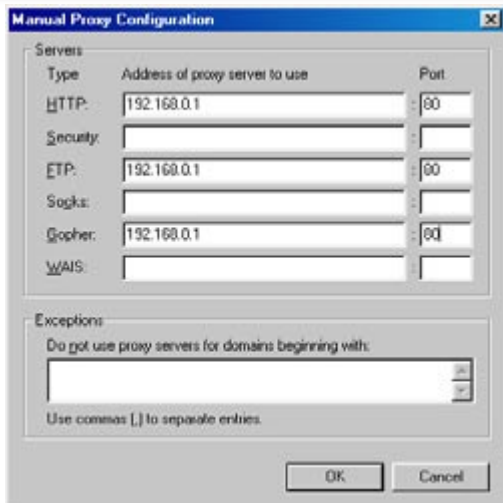 Manual Proxy Configuration
Servers
Type Address of proxy server to use Port
HTTP: 192.168.0.1 : 80
Security: :
FTP: 192.168.0.1 : 80
Socks: :
Gopher: 192.168.0.1 : 80
WAIS: :
Exceptions
Do not use proxy servers for domains beginning with:
Use commas (,) to separate entries.
OK Cancel